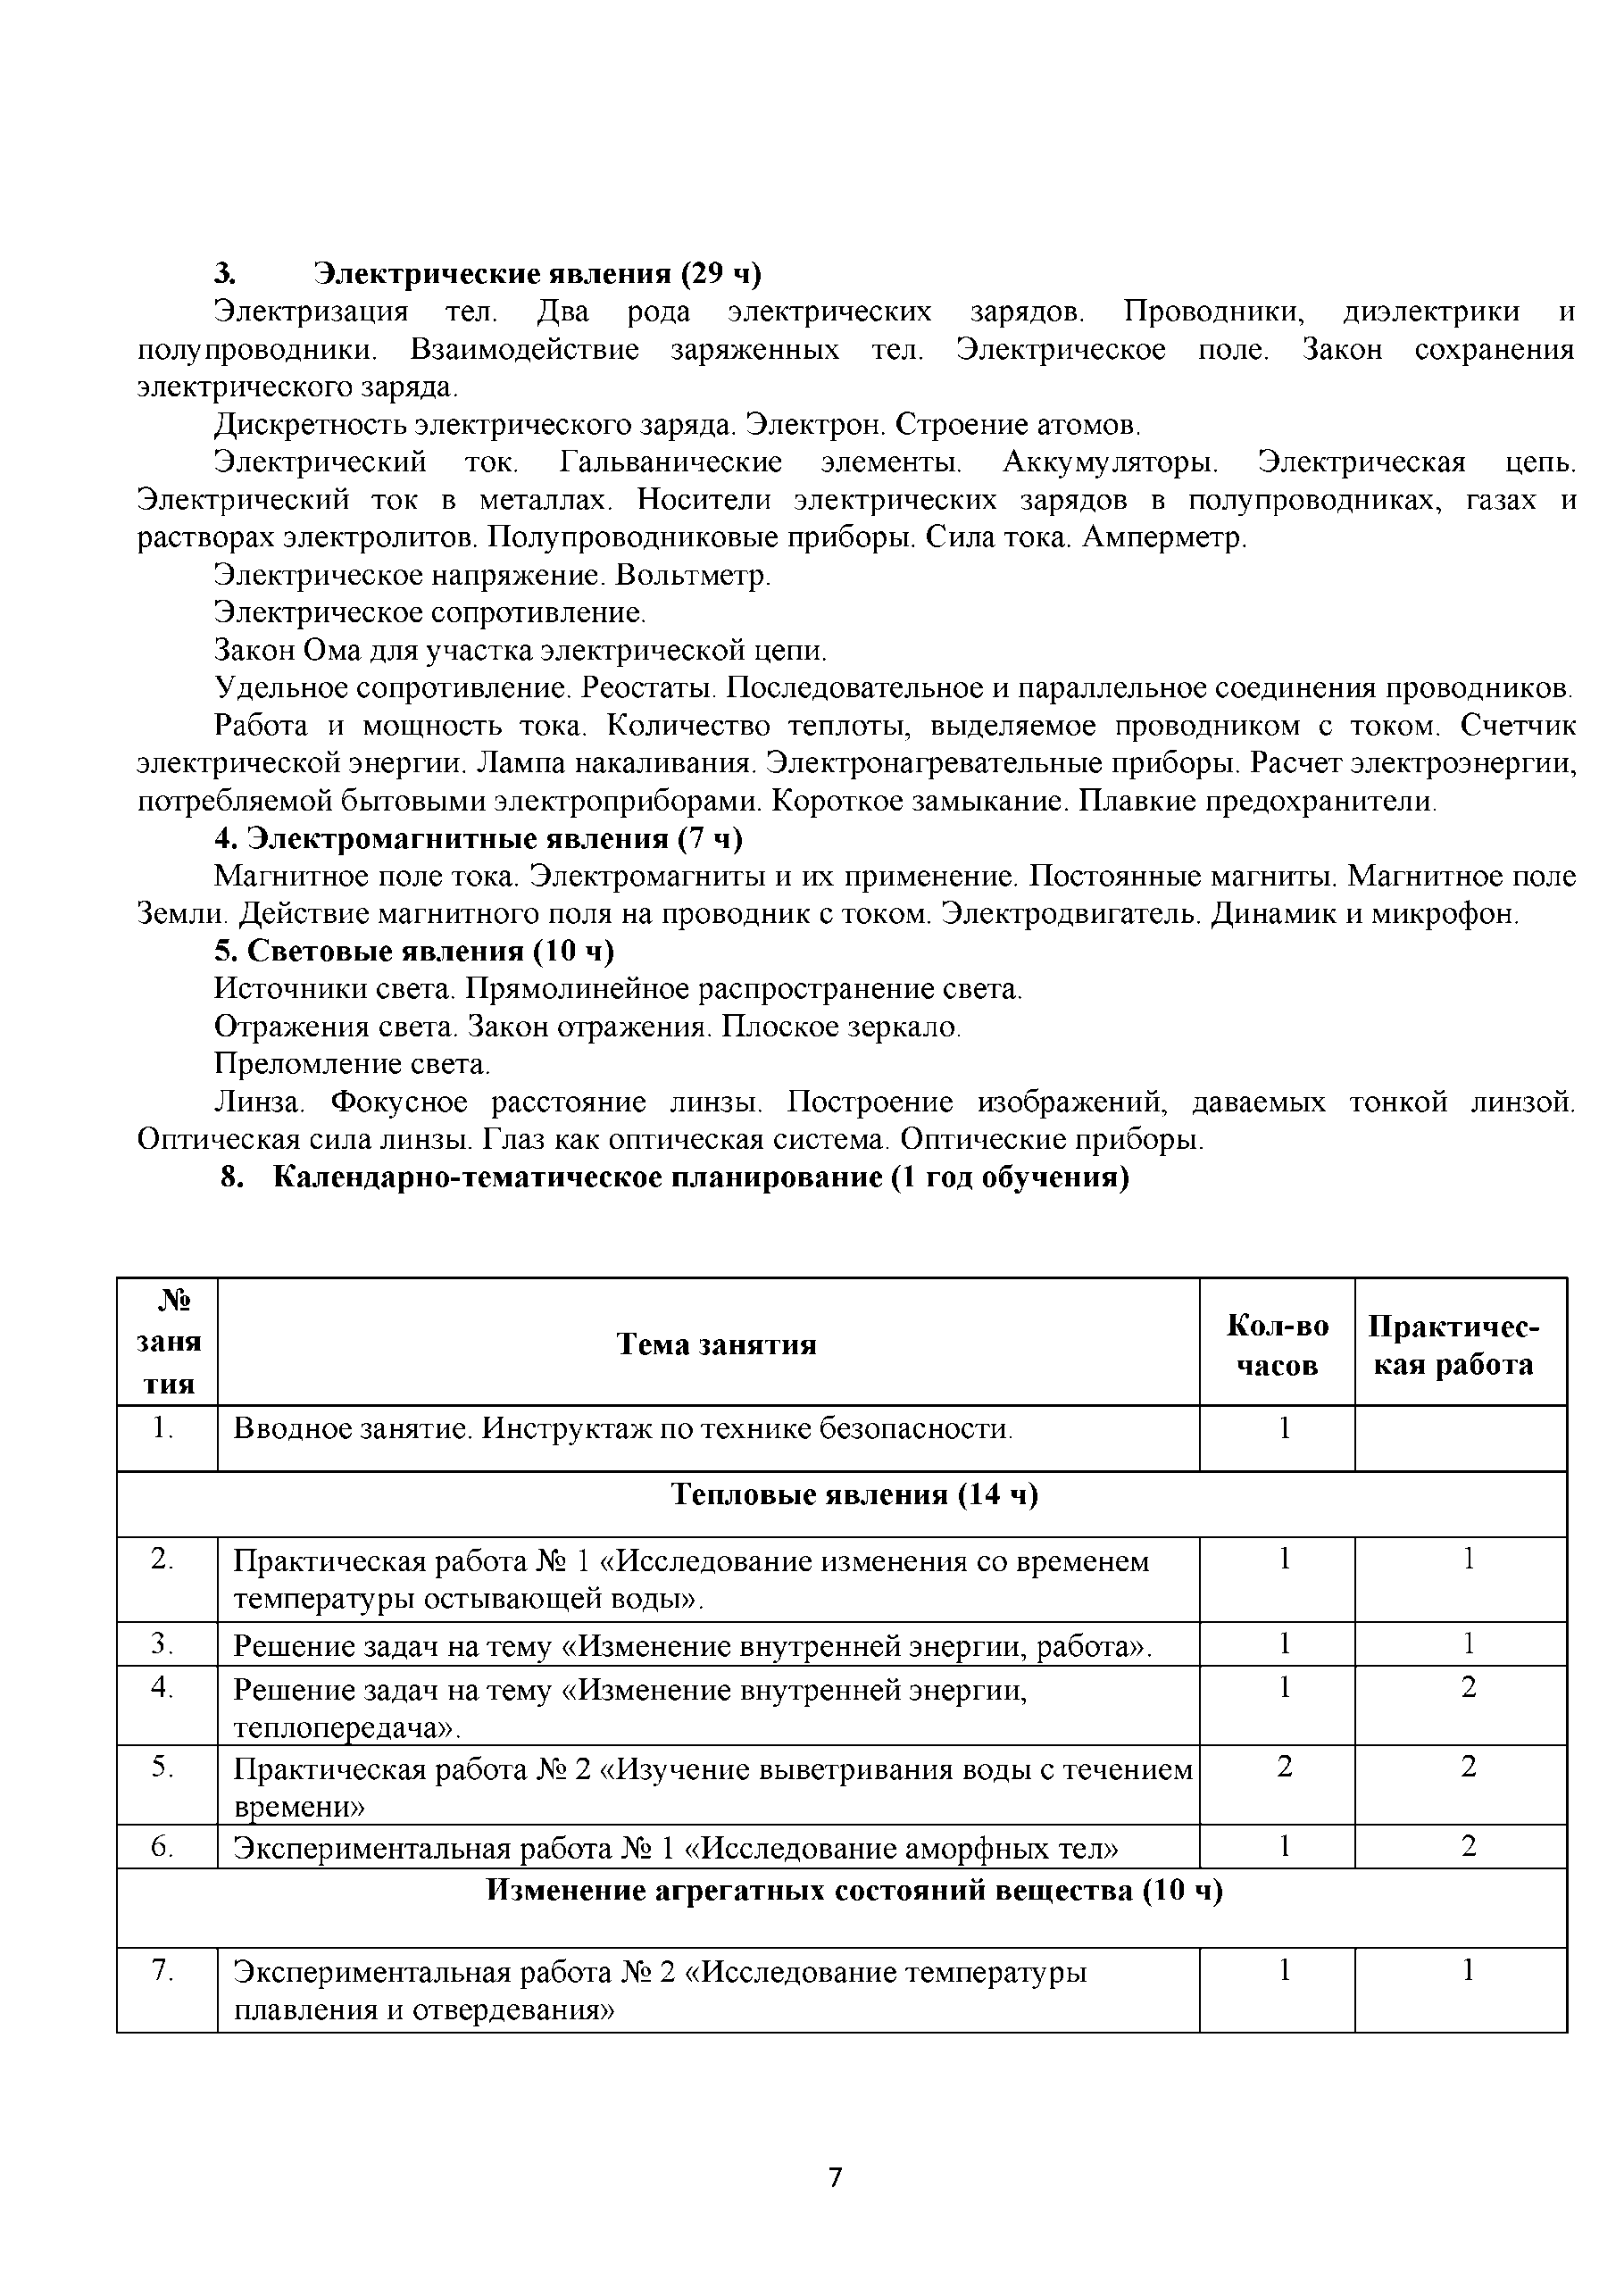 3. Электрические явления (29 ч)
Электризация тел. Два рода электрических зарядов. Проводники, диэлектрики и
полупроводники. Взаимодействие заряженных тел. Электрическое поле. Закон сохранения
электрического заряда.
Дискретность электрического заряда. Электрон. Строение атомов.
Электрический ток. Гальванические элементы. Аккумуляторы. Электрическая цепь.
Электрический ток в металлах. Носители электрических зарядов в полупроводниках, газах и
растворах электролитов. Полупроводниковые приборы. Сила тока. Амперметр.
Электрическое напряжение. Вольтметр.
Электрическое сопротивление.
Закон Ома для участка электрической цепи.
Удельное сопротивление. Реостаты. Последовательное и параллельное соединения проводников.
Работа и мощность тока. Количество теплоты, выделяемое проводником с током. Счетчик
электрической энергии. Лампа накаливания. Электронагревательные приборы. Расчет электроэнергии,
потребляемой бытовыми электроприборами. Короткое замыкание. Плавкие предохранители.
4. Электромагнитные явления (7 ч)
Магнитное поле тока. Электромагниты и их применение. Постоянные магниты. Магнитное поле
Земли. Действие магнитного поля на проводник с током. Электродвигатель. Динамик и микрофон.
5. Световые явления (10 ч)
Источники света. Прямолинейное распространение света.
Отражения света. Закон отражения. Плоское зеркало.
Преломление света.
Линза. Фокусное расстояние линзы. Построение изображений, даваемых тонкой линзой.
Оптическая сила линзы. Глаз как оптическая система. Оптические приборы.
8. Календарно-тематическое планирование (1 год обучения)
№
заня
тия
Тема занятия
Кол-во
часов
Практичес-
кая работа
1. Вводное занятие. Инструктаж по технике безопасности. 1
Тепловые явления (14 ч)
2. Практическая работа № 1 «Исследование изменения со временем 1 1
температуры остывающей воды».
3. Решение задач на тему «Изменение внутренней энергии, работа». 1 1
4. Решение задач на тему «Изменение внутренней энергии, 1 2
теплопередача».
5. Практическая работа № 2 «Изучение выветривания воды с течением 2 2
времени»
6. Экспериментальная работа № 1 «Исследование аморфных тел» 1 2
Изменение агрегатных состояний вещества (10 ч)
7. Экспериментальная работа № 2 «Исследование температуры 1 1
плавления и отвердевания»
7